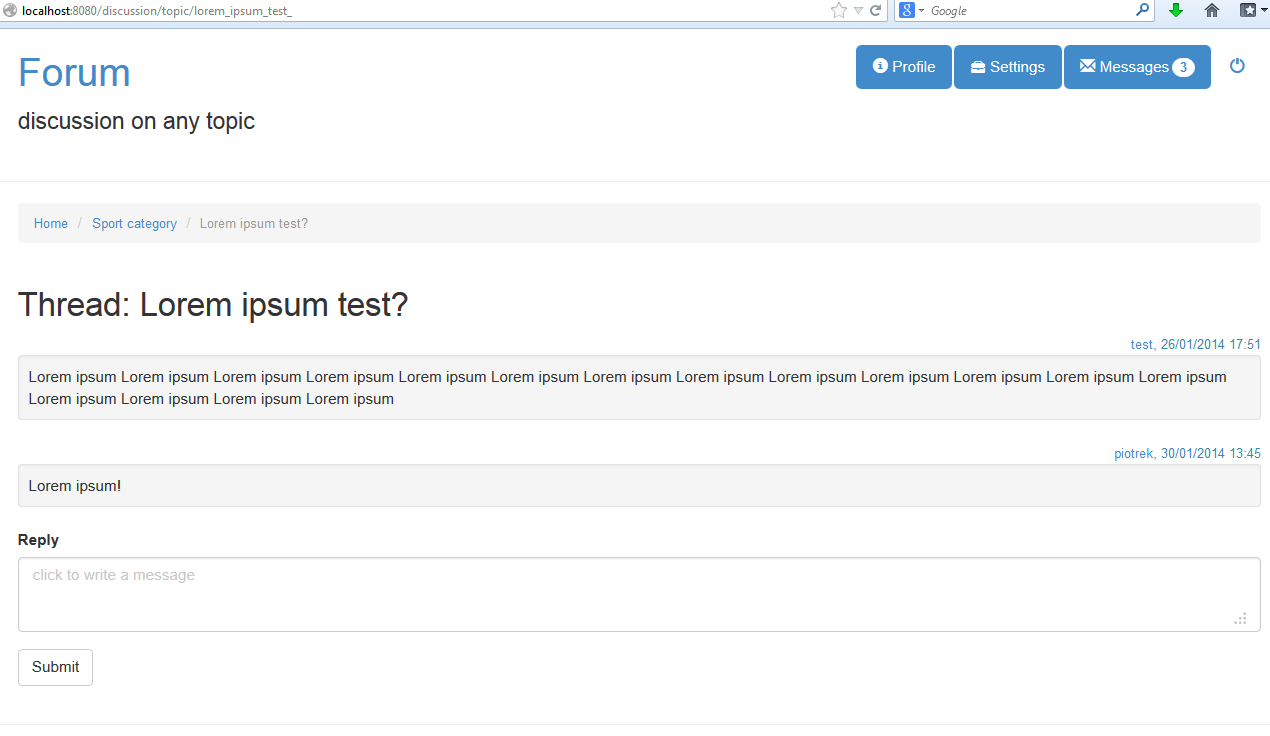 localhost:8080/discussion/topic/lorem_ipsum_test_
8 Google
Forum
Profile Settings Messages 3
discussion on any topic
Home / Sport category / Lorem ipsum test?
Thread: Lorem ipsum test?
test, 26/01/2014 17:51
Lorem ipsum Lorem ipsum Lorem ipsum Lorem ipsum Lorem ipsum Lorem ipsum Lorem ipsum Lorem ipsum Lorem ipsum Lorem ipsum Lorem ipsum Lorem ipsum Lorem ipsum
Lorem ipsum Lorem ipsum Lorem ipsum Lorem ipsum
piotrek, 30/01/2014 13:45
Lorem ipsum!
Reply
click to write a message
Submit